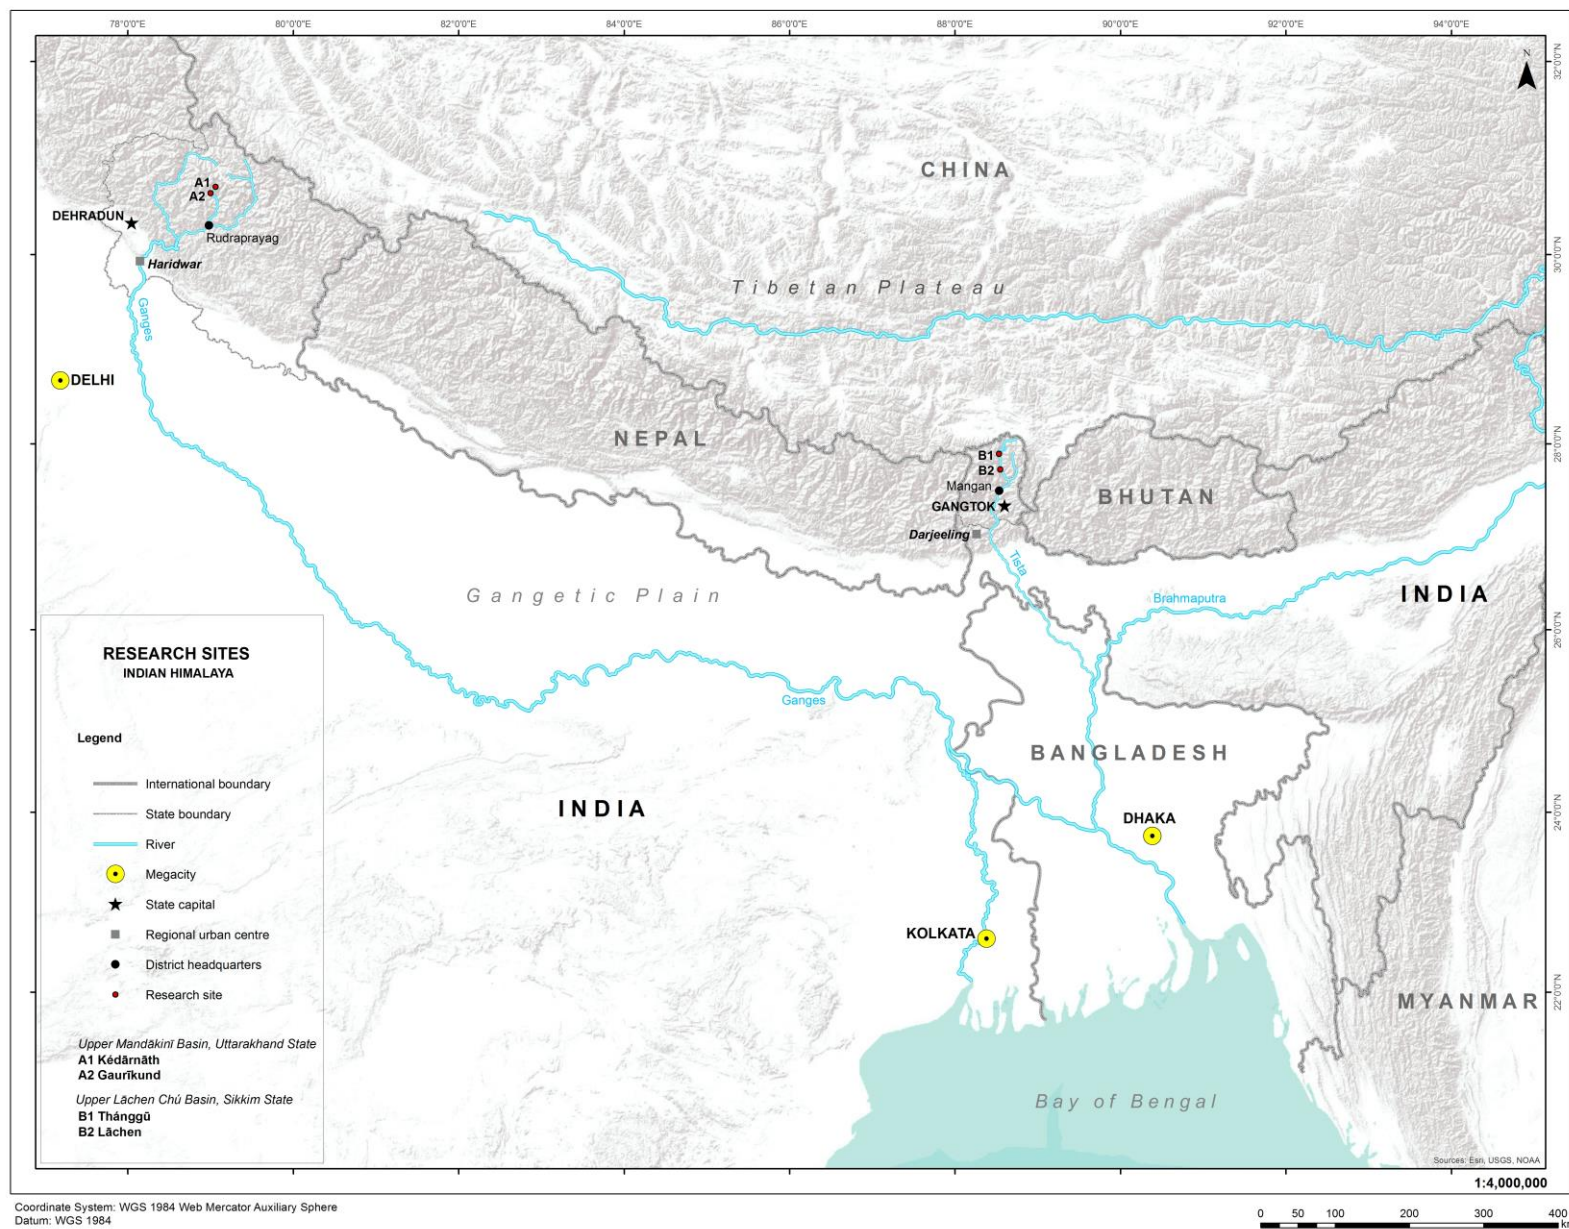 78°0'0"E 80°0'0"E 82°0'0"E 84°0'0"E 86°0'0"E 88°0'0"E 90°0'0"E 92°0'0"E 94°0'0"E
N
32°0'0"N
CHINA
A1
A2
DEHRADUN
Rudraprayag
Haridwar
30°0'0"N
Tibetan Plateau
Ganges
DELHI
NEPAL
28°0'0"N
B1
B2
Mangan
BHUTAN
GANGTOK
Darjeeling
Tista
Gangetic Plain
Brahmaputra
INDIA
26°0'0"N
RESEARCH SITES
INDIAN HIMALAYA
Ganges
Legend
BANGLADESH
International boundary
INDIA
State boundary
24°0'0"N
DHAKA
River
Megacity
State capital
Regional urban centre
KOLKATA
District headquarters
Research site
22°0'0"N
MYANMAR
Upper Mandākinī Basin, Uttarakhand State
A1 Kédārnāth
A2 Gaurīkund
Upper Lāchen Chú Basin, Sikkim State
B1 Thánggū
B2 Lāchen
Bay of Bengal
Sources: Esri, USGS, NOAA
1:4,000,000
Coordinate System: WGS 1984 Web Mercator Auxiliary Sphere
Datum: WGS 1984
0 50 100 200 300 400
km